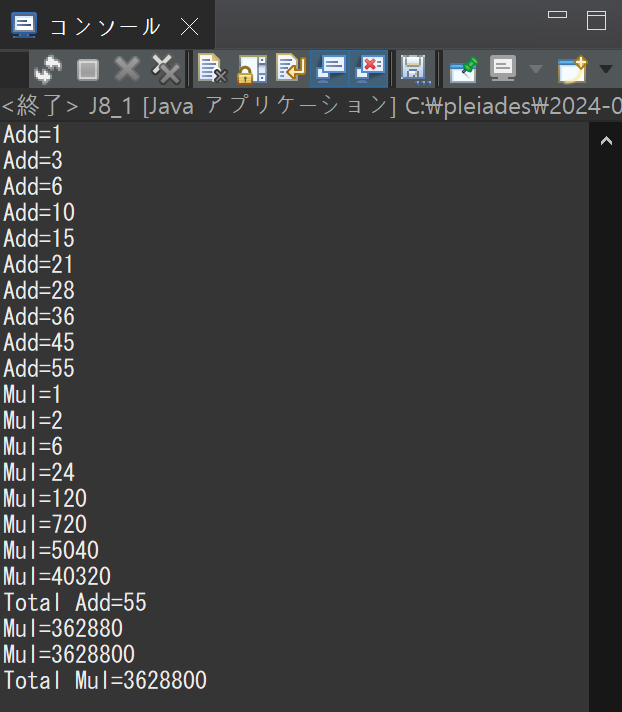 コンソール
<終了> J8_1 [Java アプリケーション] C:₩pleiades₩2024-0
Add=1
Add=3
Add=6
Add=10
Add=15
Add=21
Add=28
Add=36
Add=45
Add=55
Mul=1
Mul=2
Mul=6
Mul=24
Mul=120
Mul=720
Mul=5040
Mul=40320
Total Add=55
Mul=362880
Mul=3628800
Total Mul=3628800